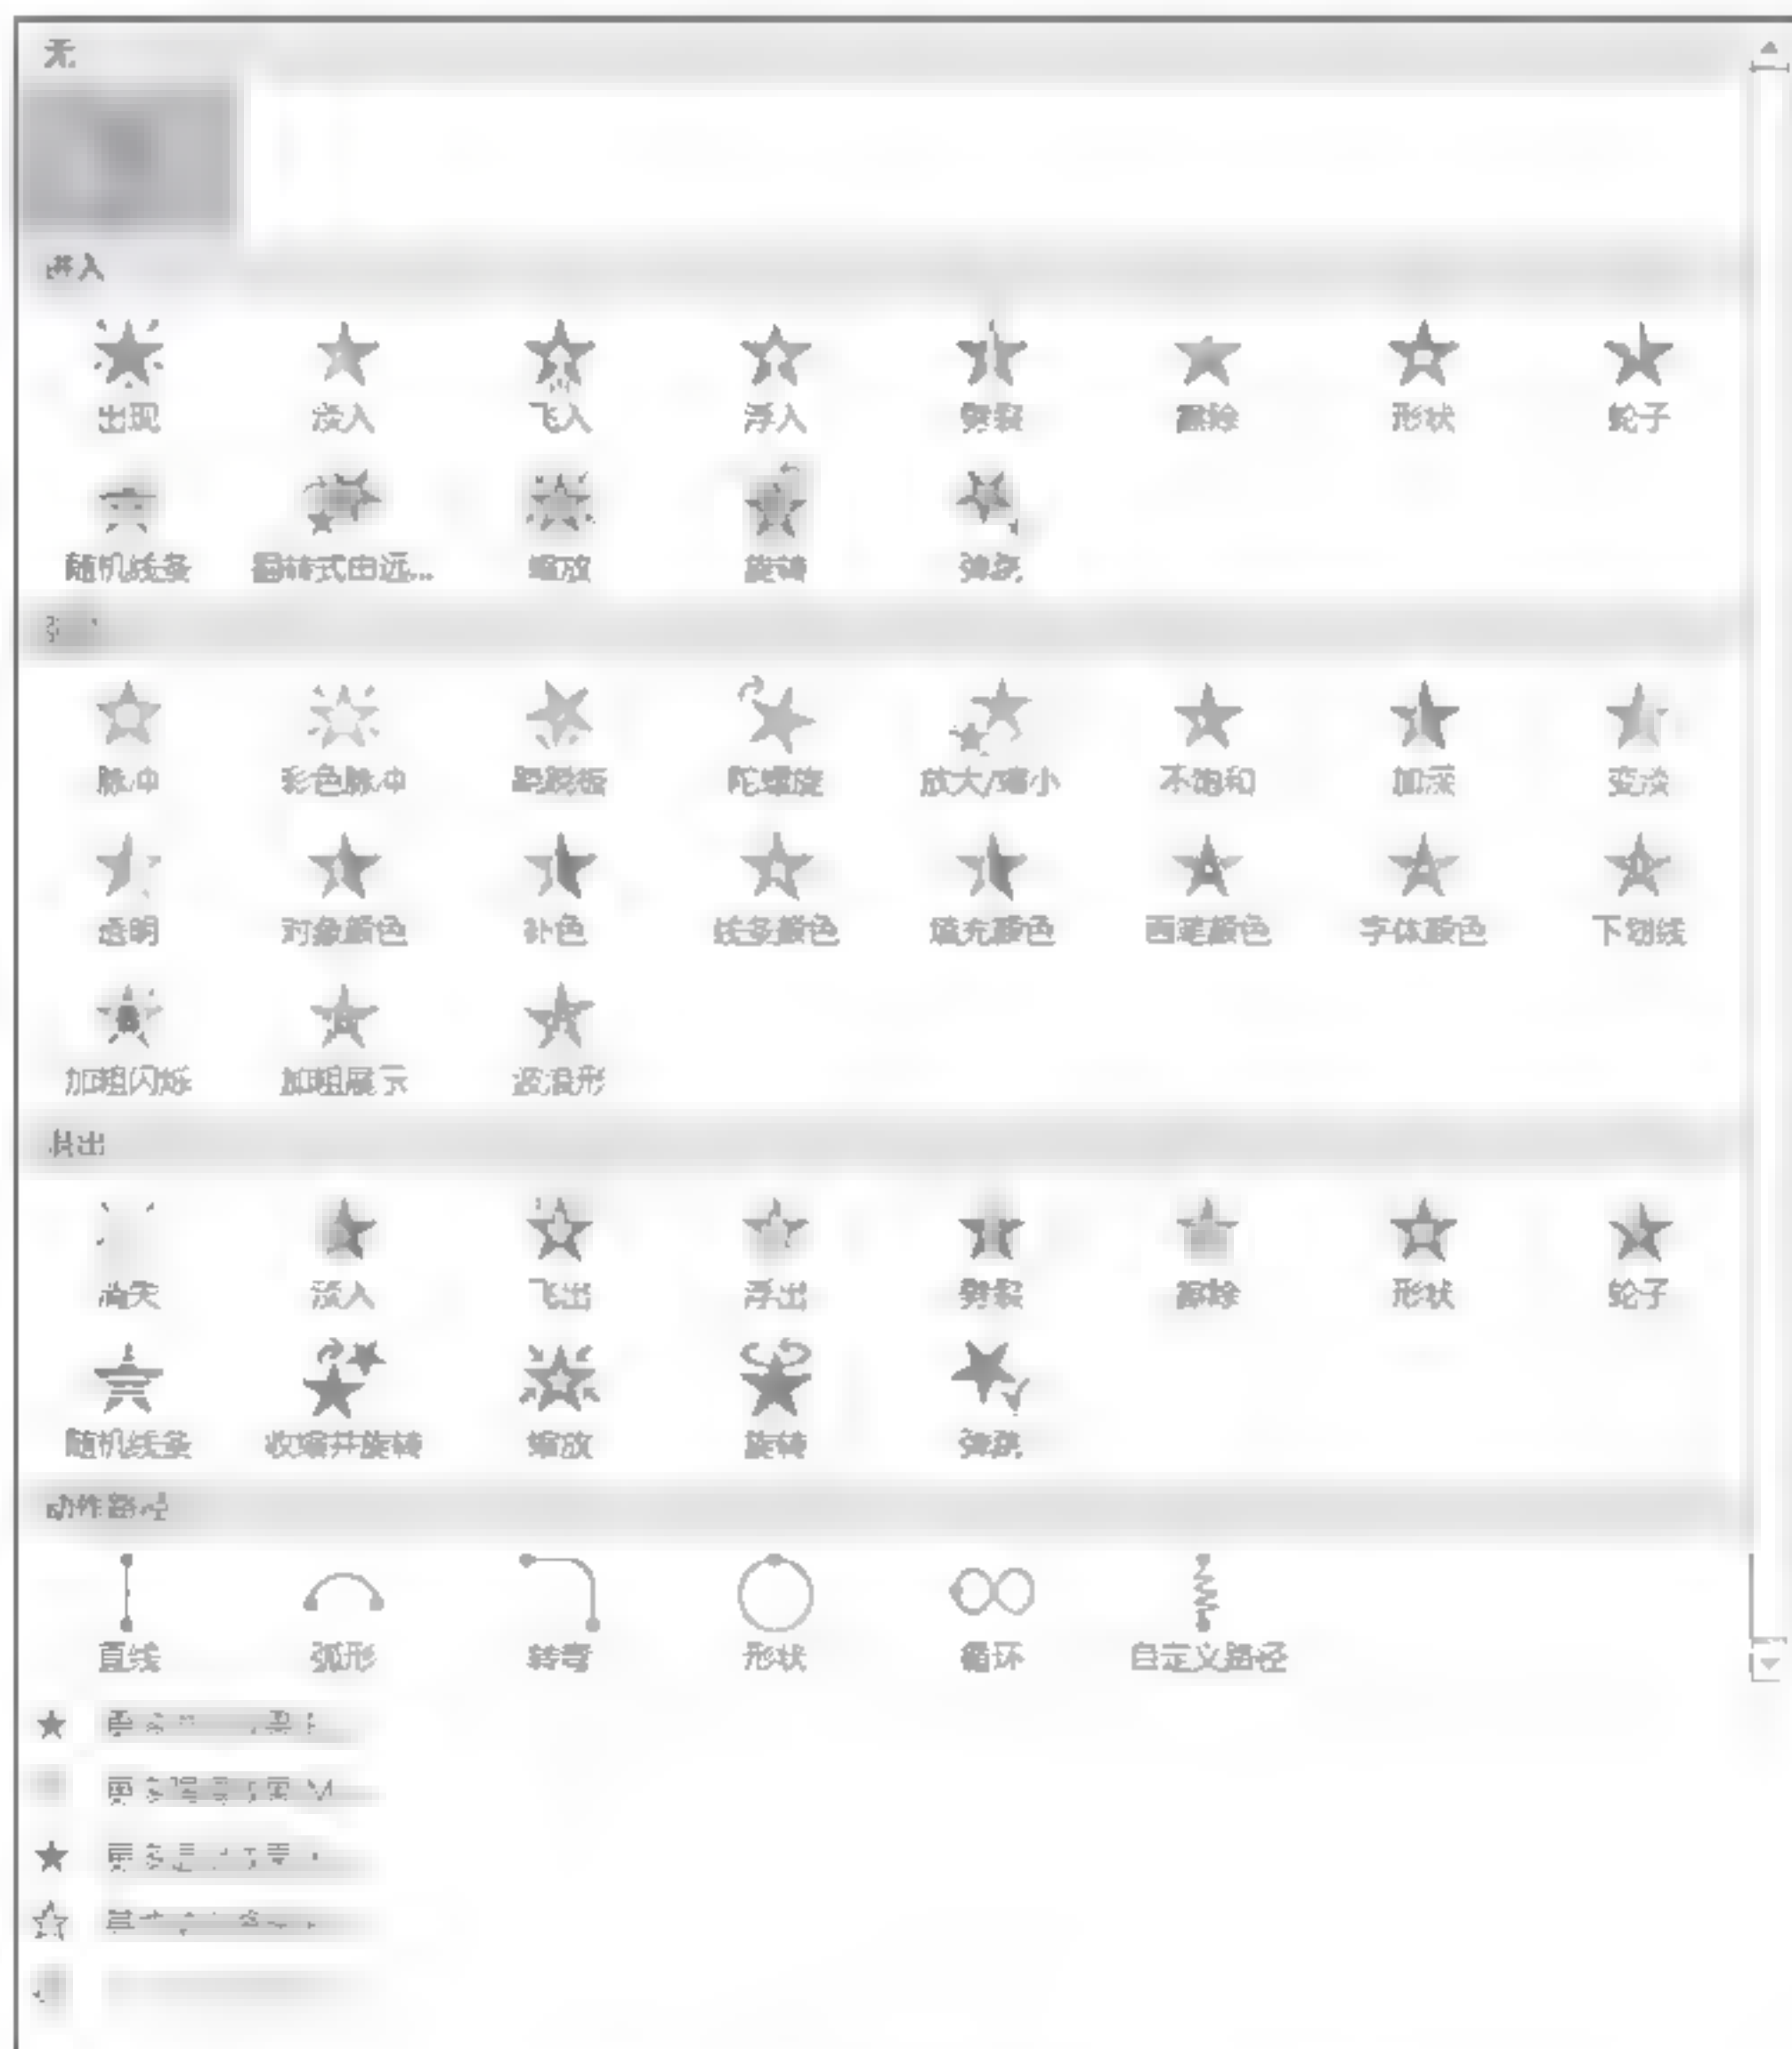 无
进入
出现 淡入 飞入 浮入 劈裂 擦除 形状 轮子
随机线条 翻转式由远... 缩放 旋转 弹跳
脉冲 彩色脉冲 跷跷板 陀螺旋 放大/缩小 不饱和 加深 变淡
透明 对象颜色 补色 线条颜色 填充颜色 画笔颜色 字体颜色 下划线
加粗闪烁 加粗展示 波浪形
退出
消失 淡入 飞出 浮出 劈裂 擦除 形状 轮子
随机线条 收缩并旋转 缩放 旋转 弹跳
动作路径
直线 弧形 转弯 形状 循环 自定义路径